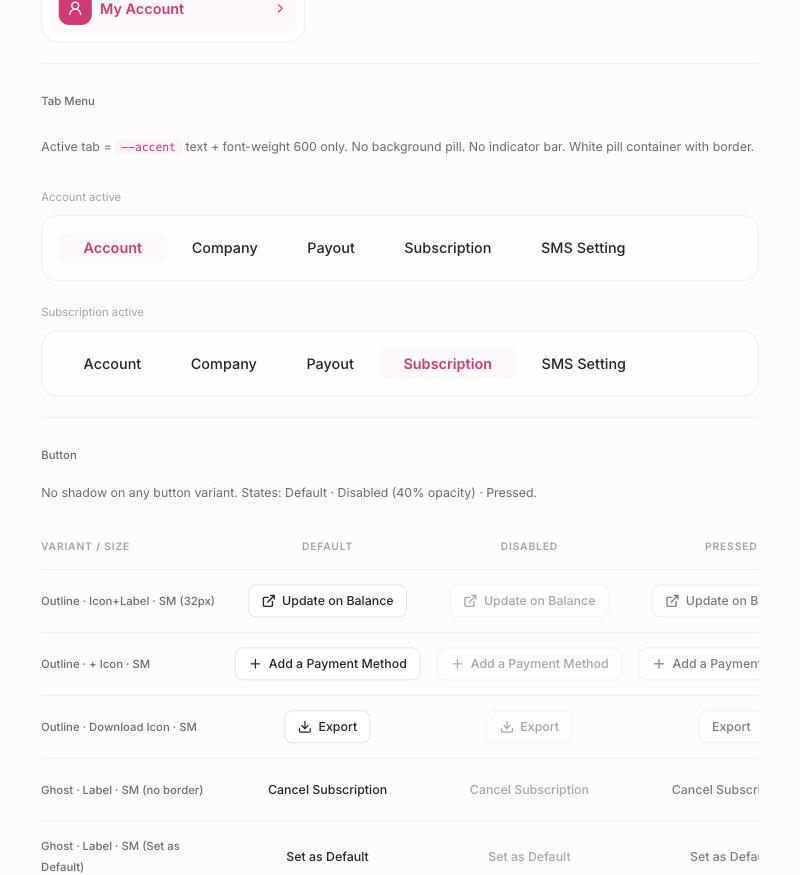 My Account
Tab Menu
Active tab = --accent text + font-weight 600 only. No background pill. No indicator bar. White pill container with border.
Account active
Account Company Payout Subscription SMS Setting
Subscription active
Account Company Payout Subscription SMS Setting
Button
No shadow on any button variant. States: Default · Disabled (40% opacity) · Pressed.
VARIANT / SIZE DEFAULT DISABLED PRESSED
Outline · Icon+Label · SM (32px) Update on Balance Update on Balance Update on B
Outline · + Icon · SM + Add a Payment Method + Add a Payment Method + Add a Payment
Outline · Download Icon · SM Export Export Export
Ghost · Label · SM (no border) Cancel Subscription Cancel Subscription Cancel Subscri
Ghost · Label · SM (Set as
Default) Set as Default Set as Default Set as Defau